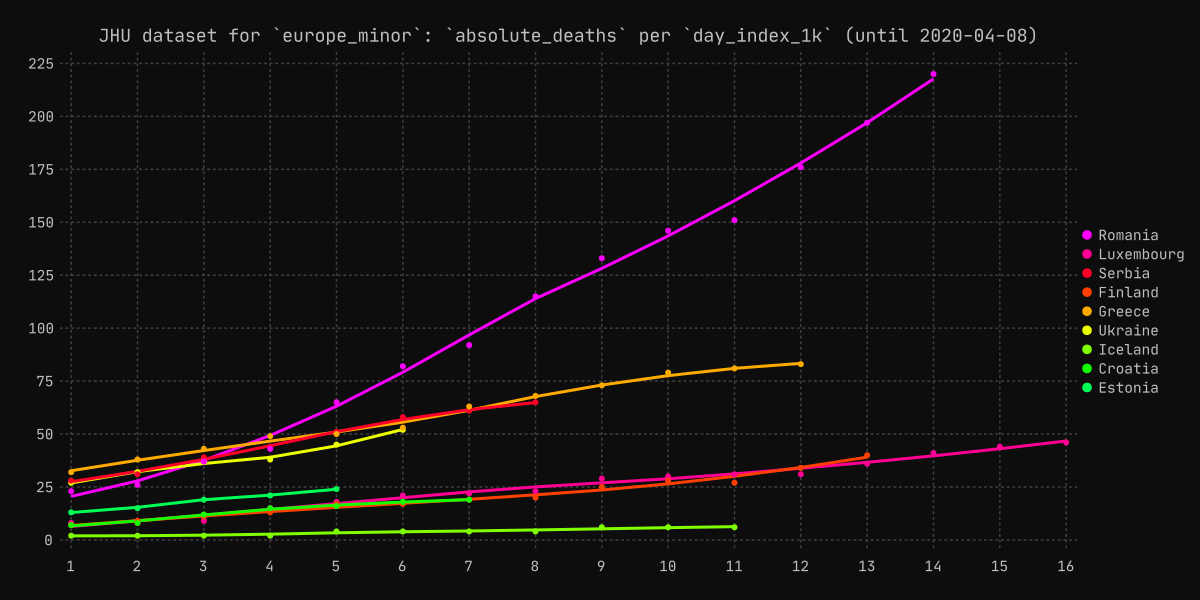 JHU dataset for `europe_minor`: `absolute_deaths` per `day_index_1k` (until 2020-04-08)
225
200
175
150
125
100
75
50
25
0
1 2 3 4 5 6 7 8 9 10 11 12 13 14 15 16
Romania
Luxembourg
Serbia
Finland
Greece
Ukraine
Iceland
Croatia
Estonia